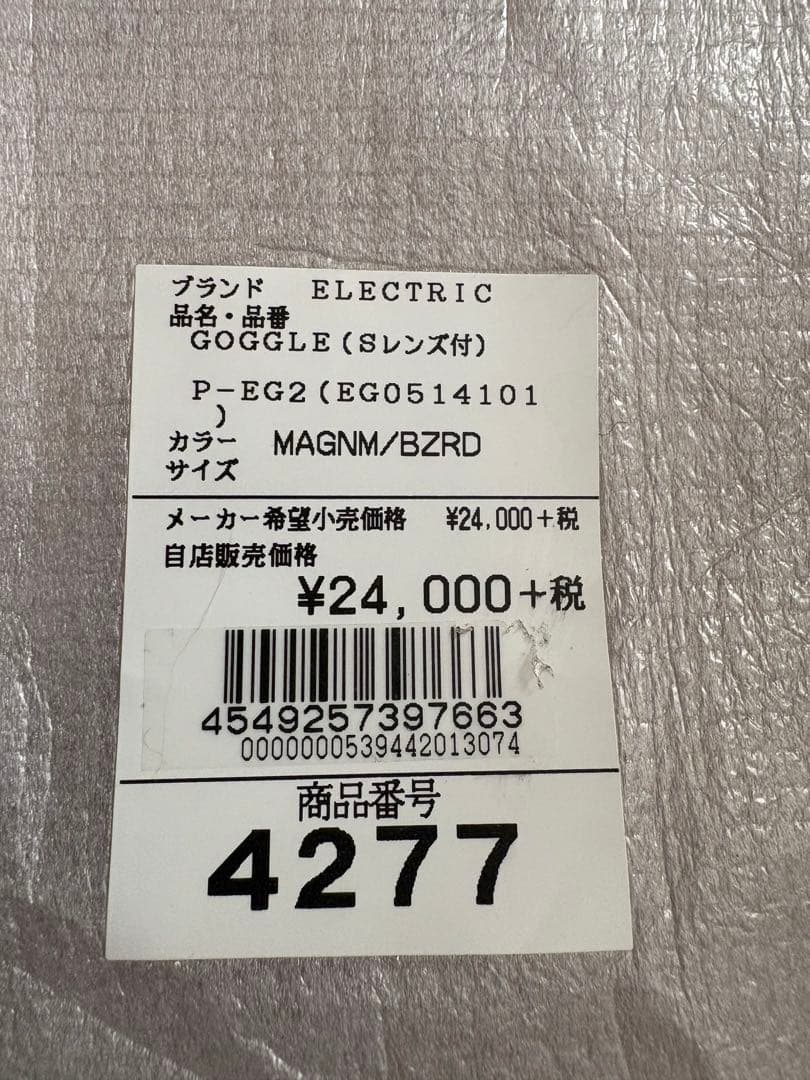 ブランド　ELECTRIC
品名・品番
GOGGLE(Sレンズ付)
P-EG2(EG0514101
)
カラー　MAGNM/BZRD
サイズ
メーカー希望小売価格　¥24,000+税
自店販売価格
¥24,000+税
4549257397663
0000000539442013074
商品番号
4277